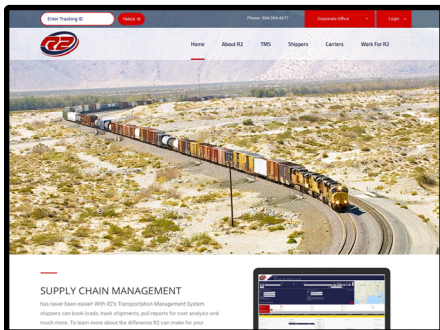 Enter Tracking ID
TRACK
Phone: 504-264-6677
Corporate Office
Login
R2
Home
About R2
TMS
Shippers
Carriers
Work For R2
SUPPLY CHAIN MANAGEMENT
has never been easier! With R2's Transportation Management System
shippers can book loads, track shipments, pull reports for cost analysis and
much more. To learn more about the difference R2 can make for your